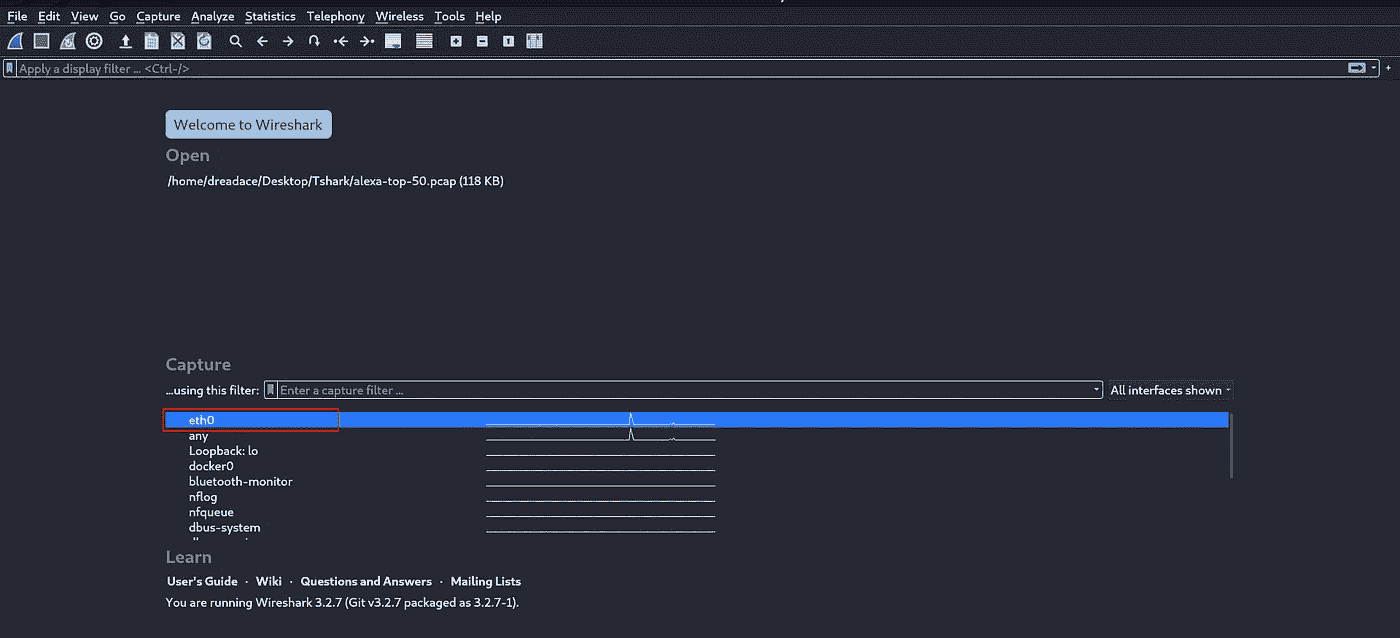 File Edit View Go Capture Analyze Statistics Telephony Wireless Tools Help
Apply a display filter ... <Ctrl-/>
Welcome to Wireshark
Open
/home/dreadace/Desktop/Tshark/alexa-top-50.pcap (118 KB)
Capture
...using this filter: Enter a capture filter ... All interfaces shown
eth0
any
Loopback: lo
docker0
bluetooth-monitor
nflog
nfqueue
dbus-system
Learn
User's Guide · Wiki · Questions and Answers · Mailing Lists
You are running Wireshark 3.2.7 (Git v3.2.7 packaged as 3.2.7-1).